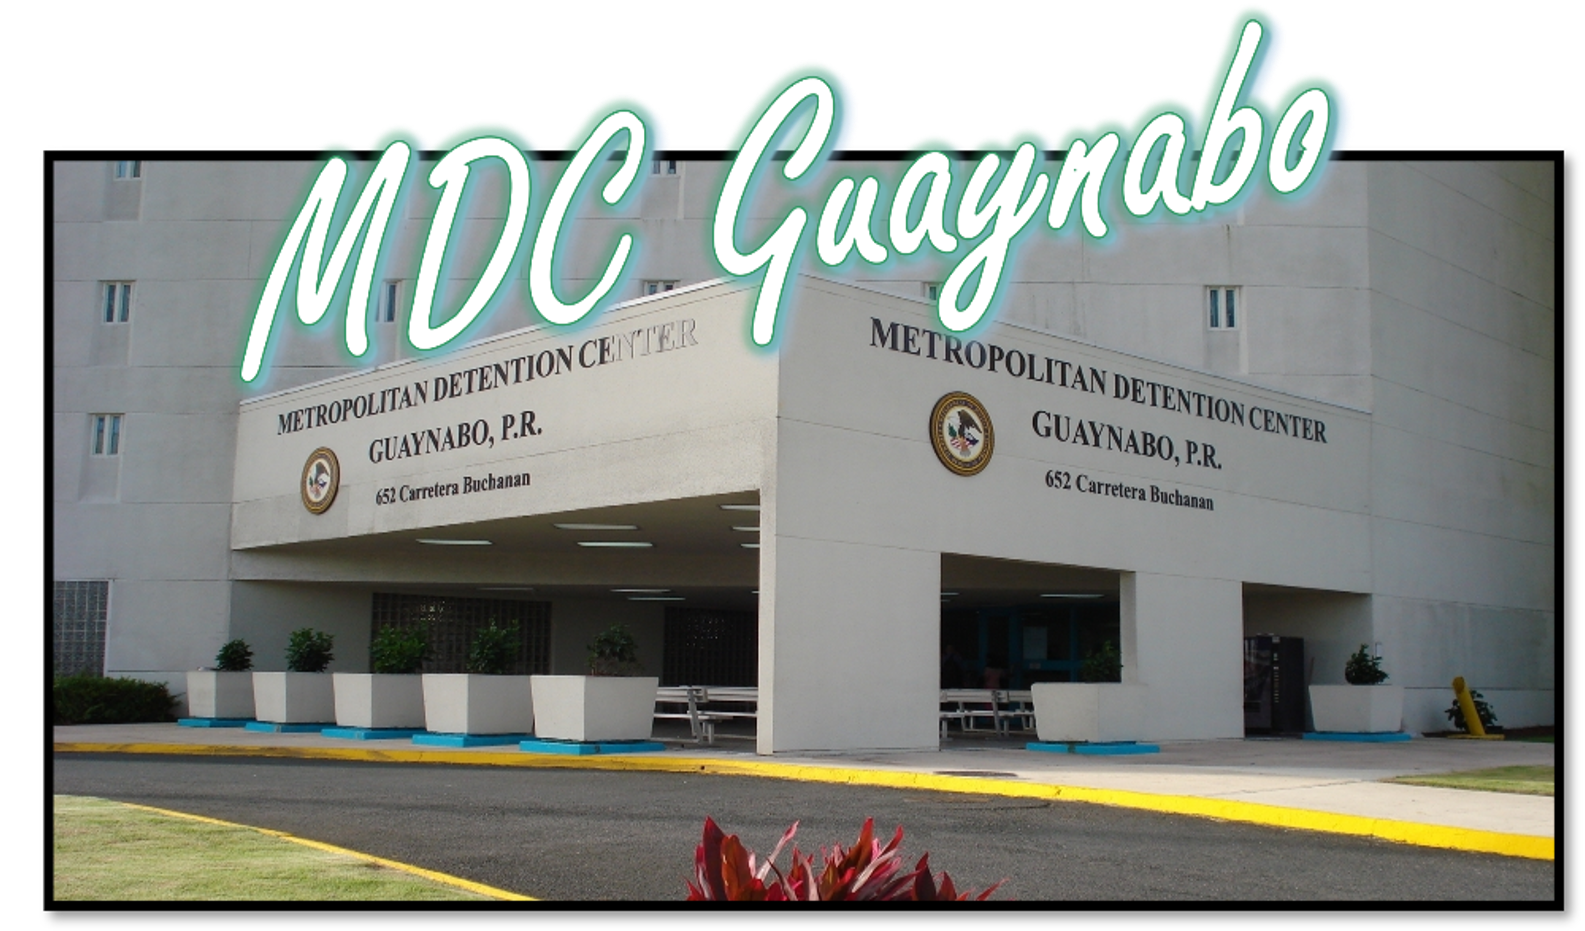 MDC Guaynabo
METROPOLITAN DETENTION CENTER
GUAYNABO, P.R.
652 Carretera Buchanan
METROPOLITAN DETENTION CENTER
GUAYNABO, P.R.
652 Carretera Buchanan